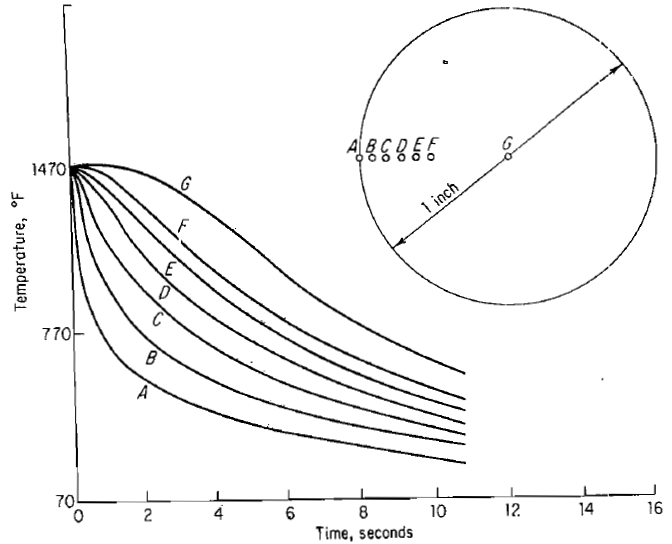 1470
770
70
Temperature, °F
0 2 4 6 8 10 12 14 16
Time, seconds
G
F
E
D
C
B
A
A B C D E F G
1 inch